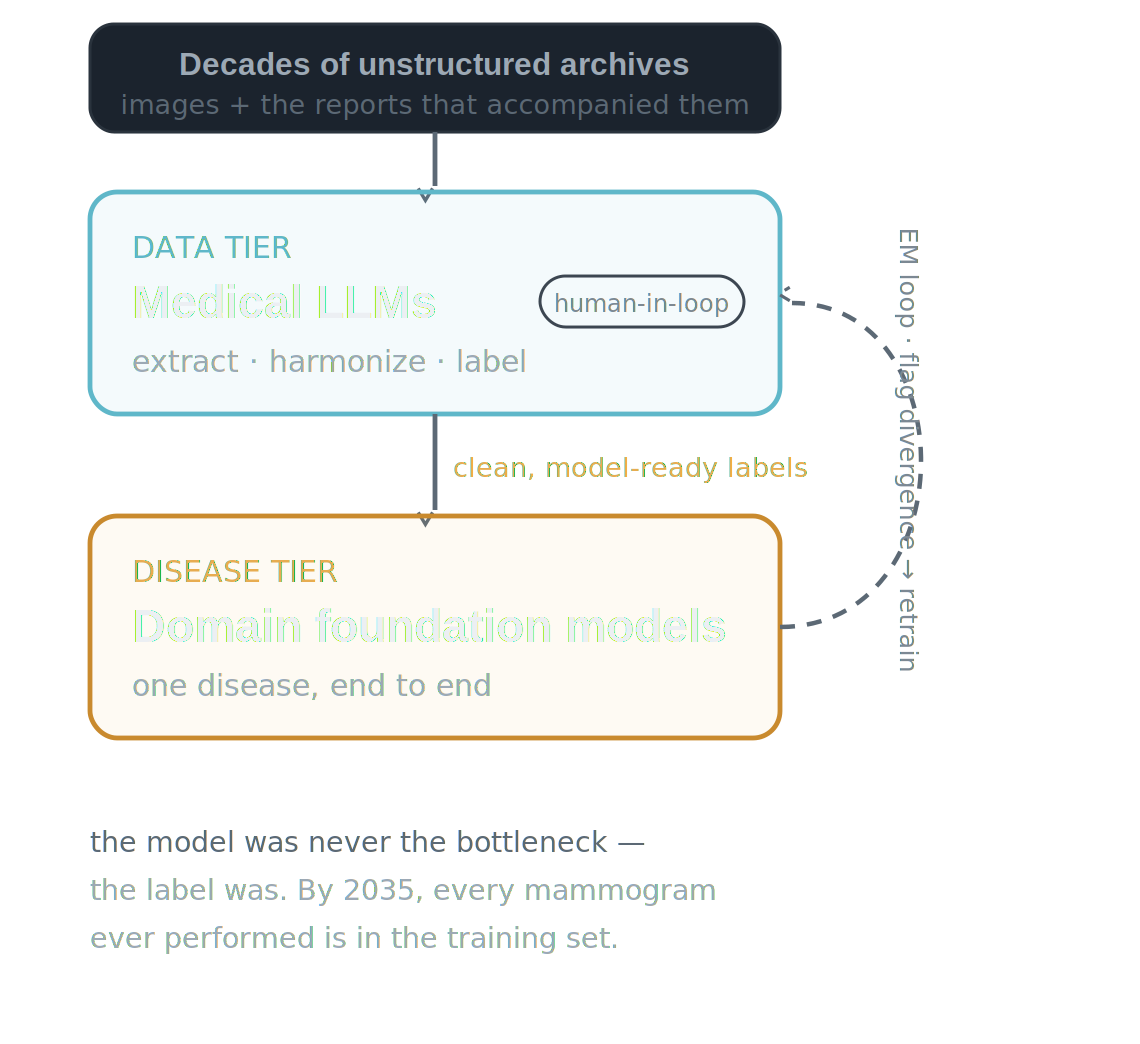 Decades of unstructured archives
images + the reports that accompanied them
DATA TIER
Medical LLMs
human-in-loop
extract · harmonize · label
clean, model-ready labels
EM loop · flag divergence → retrain
DISEASE TIER
Domain foundation models
one disease, end to end
the model was never the bottleneck —
the label was. By 2035, every mammogram
ever performed is in the training set.